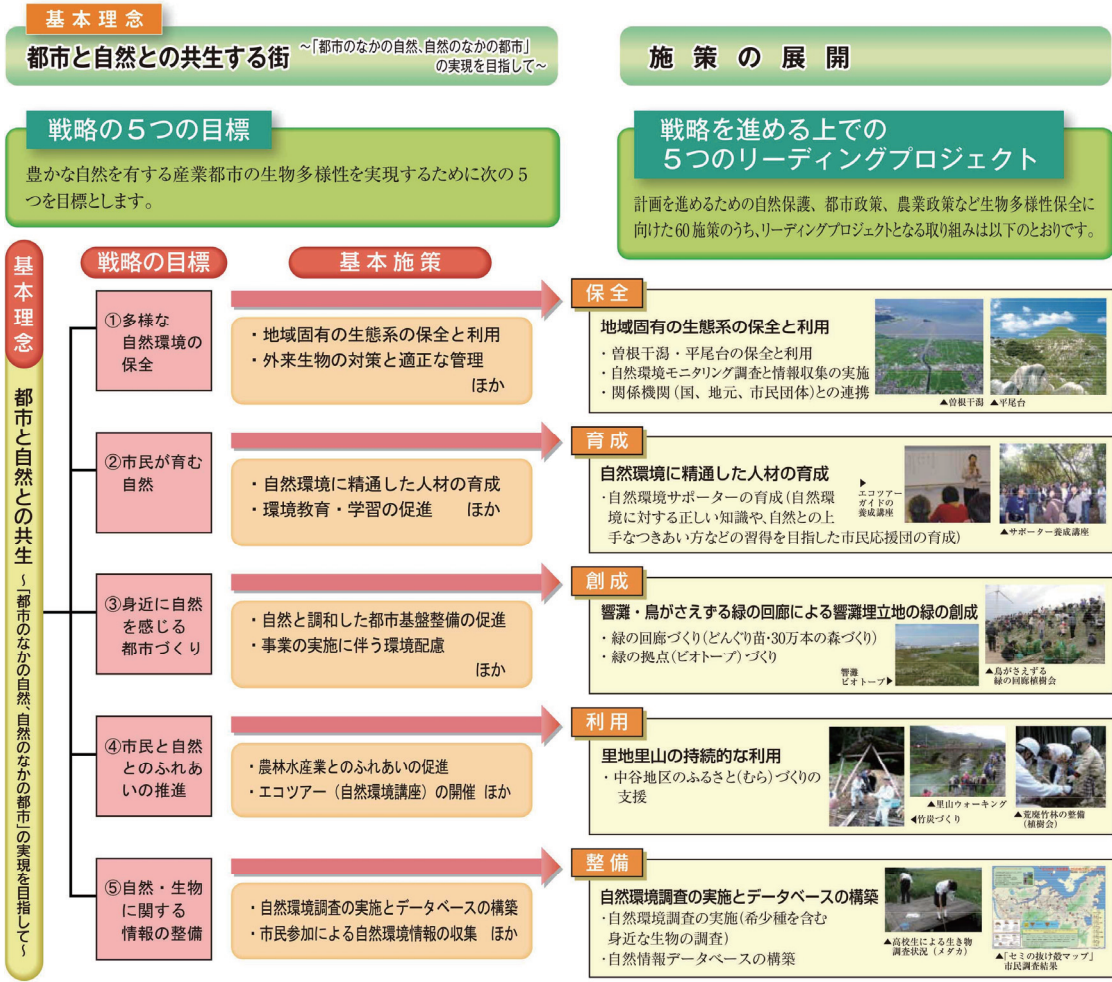 基本理念
都市と自然との共生する街 ～「都市のなかの自然、自然のなかの都市」
の実現を目指して～
施策の展開
戦略の５つの目標
豊かな自然を有する産業都市の生物多様性を実現するために次の５
つを目標とします。
戦略を進める上での
５つのリーディングプロジェクト
計画を進めるための自然保護、都市政策、農業政策など生物多様性保全に
向けた60施策のうち、リーディングプロジェクトとなる取り組みは以下のとおりです。
基本理念
都市と自然との共生 ～「都市のなかの自然、自然のなかの都市」の実現を目指して～
戦略の目標
基本施策
①多様な
自然環境の
保全
・地域固有の生態系の保全と利用
・外来生物の対策と適正な管理
ほか
保全
地域固有の生態系の保全と利用
・曽根干潟・平尾台の保全と利用
・自然環境モニタリング調査と情報収集の実施
・関係機関（国、地元、市民団体）との連携
▲曽根干潟 ▲平尾台
②市民が育む
自然
・自然環境に精通した人材の育成
・環境教育・学習の促進 ほか
育成
自然環境に精通した人材の育成
・自然環境サポーターの育成（自然環
境に対する正しい知識や、自然との上
手なつきあい方などの習得を目指した市民応援団の育成）
▶
エコツアー
ガイドの
養成講座
▲サポーター養成講座
③身近に自然
を感じる
都市づくり
・自然と調和した都市基盤整備の促進
・事業の実施に伴う環境配慮
ほか
創成
響灘・鳥がさえずる緑の回廊による響灘埋立地の緑の創成
・緑の回廊づくり（どんぐり苗・30万本の森づくり）
・緑の拠点（ビオトープ）づくり
響灘
ビオトープ▶
▲鳥がさえずる
緑の回廊植樹会
④市民と自然
とのふれあ
いの推進
・農林水産業とのふれあいの促進
・エコツアー（自然環境講座）の開催 ほか
利用
里地里山の持続的な利用
・中谷地区のふるさと（むら）づくりの
支援
▲里山ウォーキング
◀竹炭づくり
▲荒廃竹林の整備
（植樹会）
⑤自然・生物
に関する
情報の整備
・自然環境調査の実施とデータベースの構築
・市民参加による自然環境情報の収集 ほか
整備
自然環境調査の実施とデータベースの構築
・自然環境調査の実施（希少種を含む
身近な生物の調査）
・自然情報データベースの構築
▲高校生による生き物
調査状況（メダカ）
▲「セミの抜け殻マップ」
市民調査結果